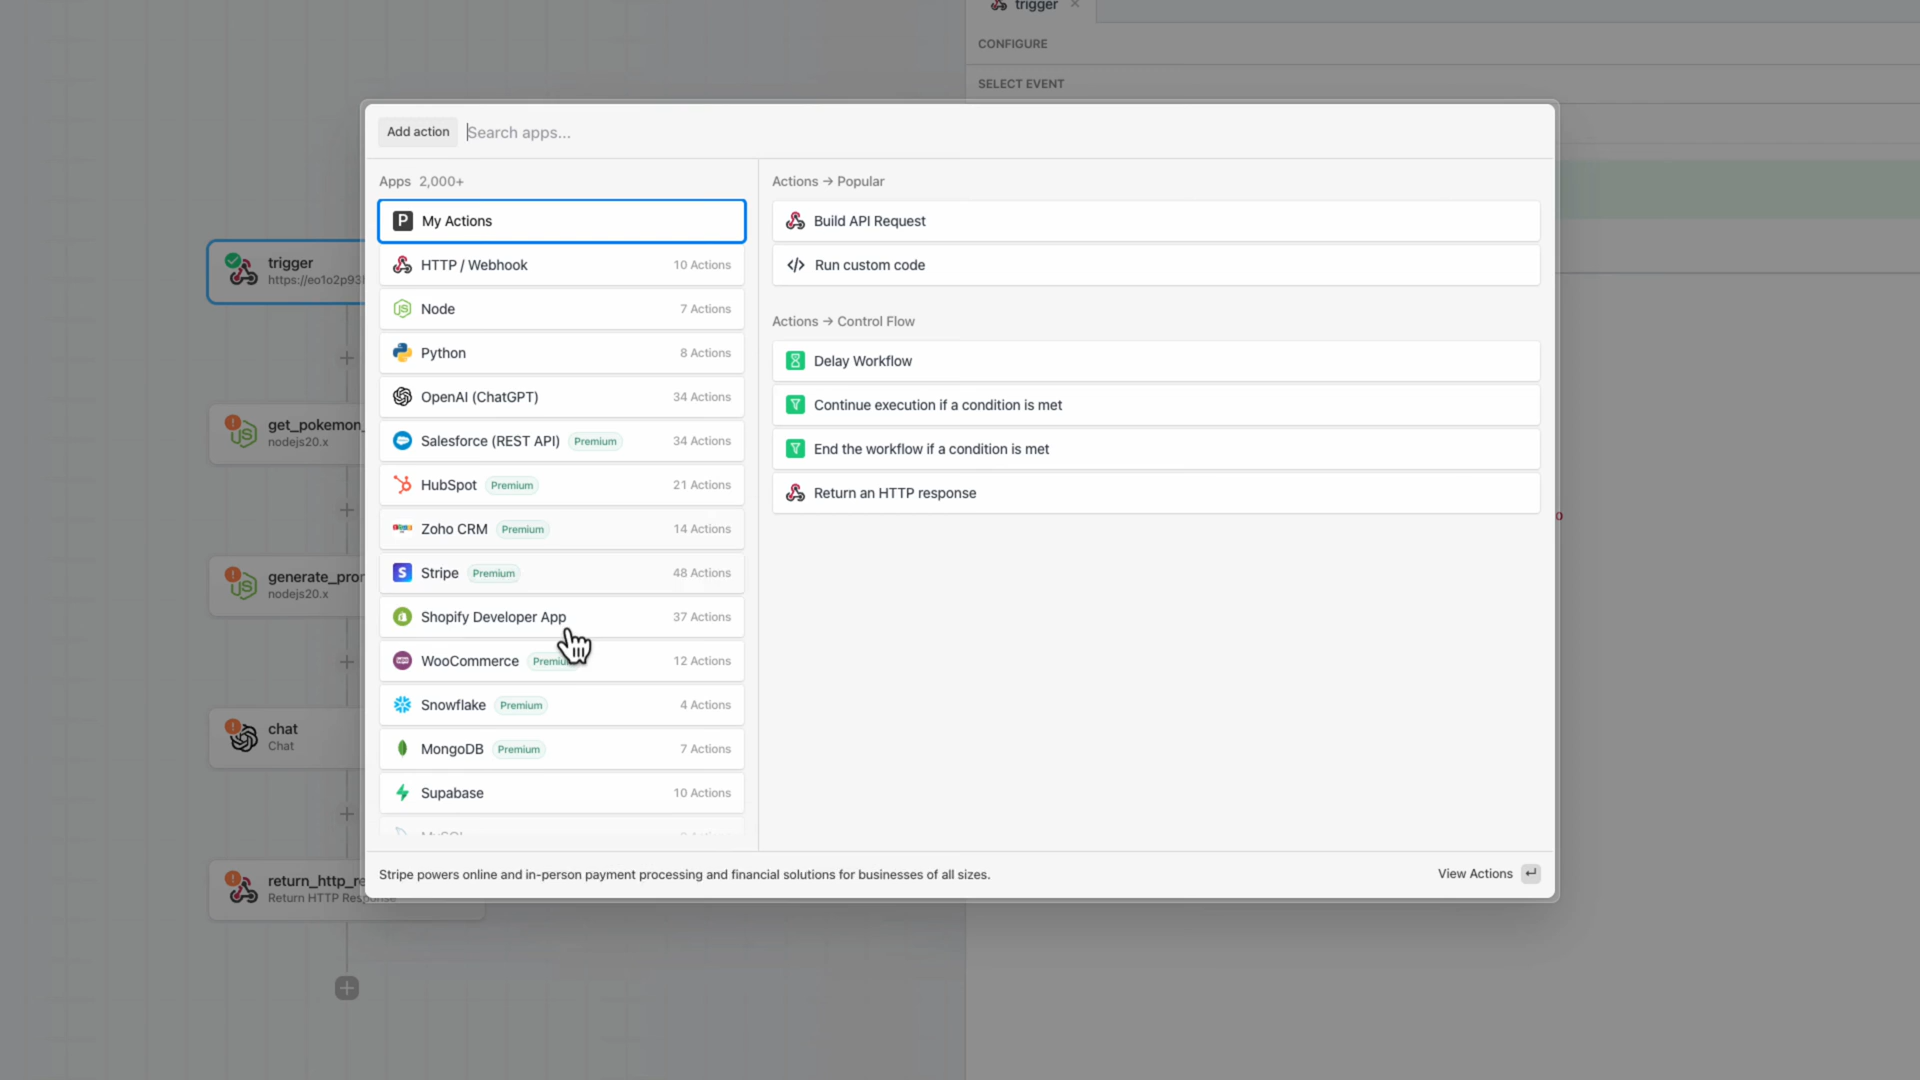 trigger
CONFIGURE
SELECT EVENT
Add action
Search apps...
Apps 2,000+
P My Actions
HTTP / Webhook 10 Actions
Node 7 Actions
Python 8 Actions
OpenAI (ChatGPT) 34 Actions
Salesforce (REST API) Premium 34 Actions
HubSpot Premium 21 Actions
Zoho CRM Premium 14 Actions
Stripe Premium 48 Actions
Shopify Developer App 37 Actions
WooCommerce 12 Actions
Snowflake Premium 4 Actions
MongoDB Premium 7 Actions
Supabase 10 Actions
Actions → Popular
Build API Request
Run custom code
Actions → Control Flow
Delay Workflow
Continue execution if a condition is met
End the workflow if a condition is met
Return an HTTP response
Stripe powers online and in-person payment processing and financial solutions for businesses of all sizes.
View Actions
trigger
https://eo1o2p93
get_pokemon_
nodejs20.x
generate_pro
nodejs20.x
chat
Chat
return_http_re
Return HTTP Response